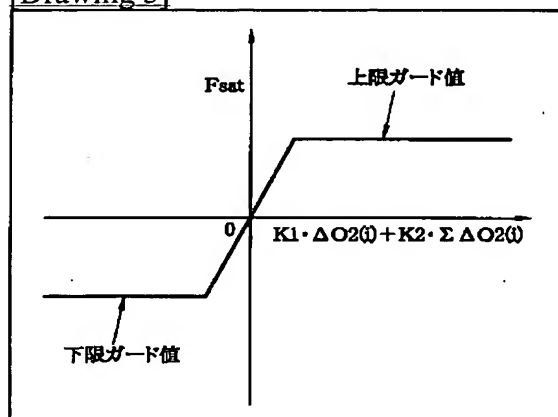 [Drawing 5]
Fsat
上限ガード値
0
K1・ΔO2(i)+K2・ΣΔO2(i)
下限ガード値